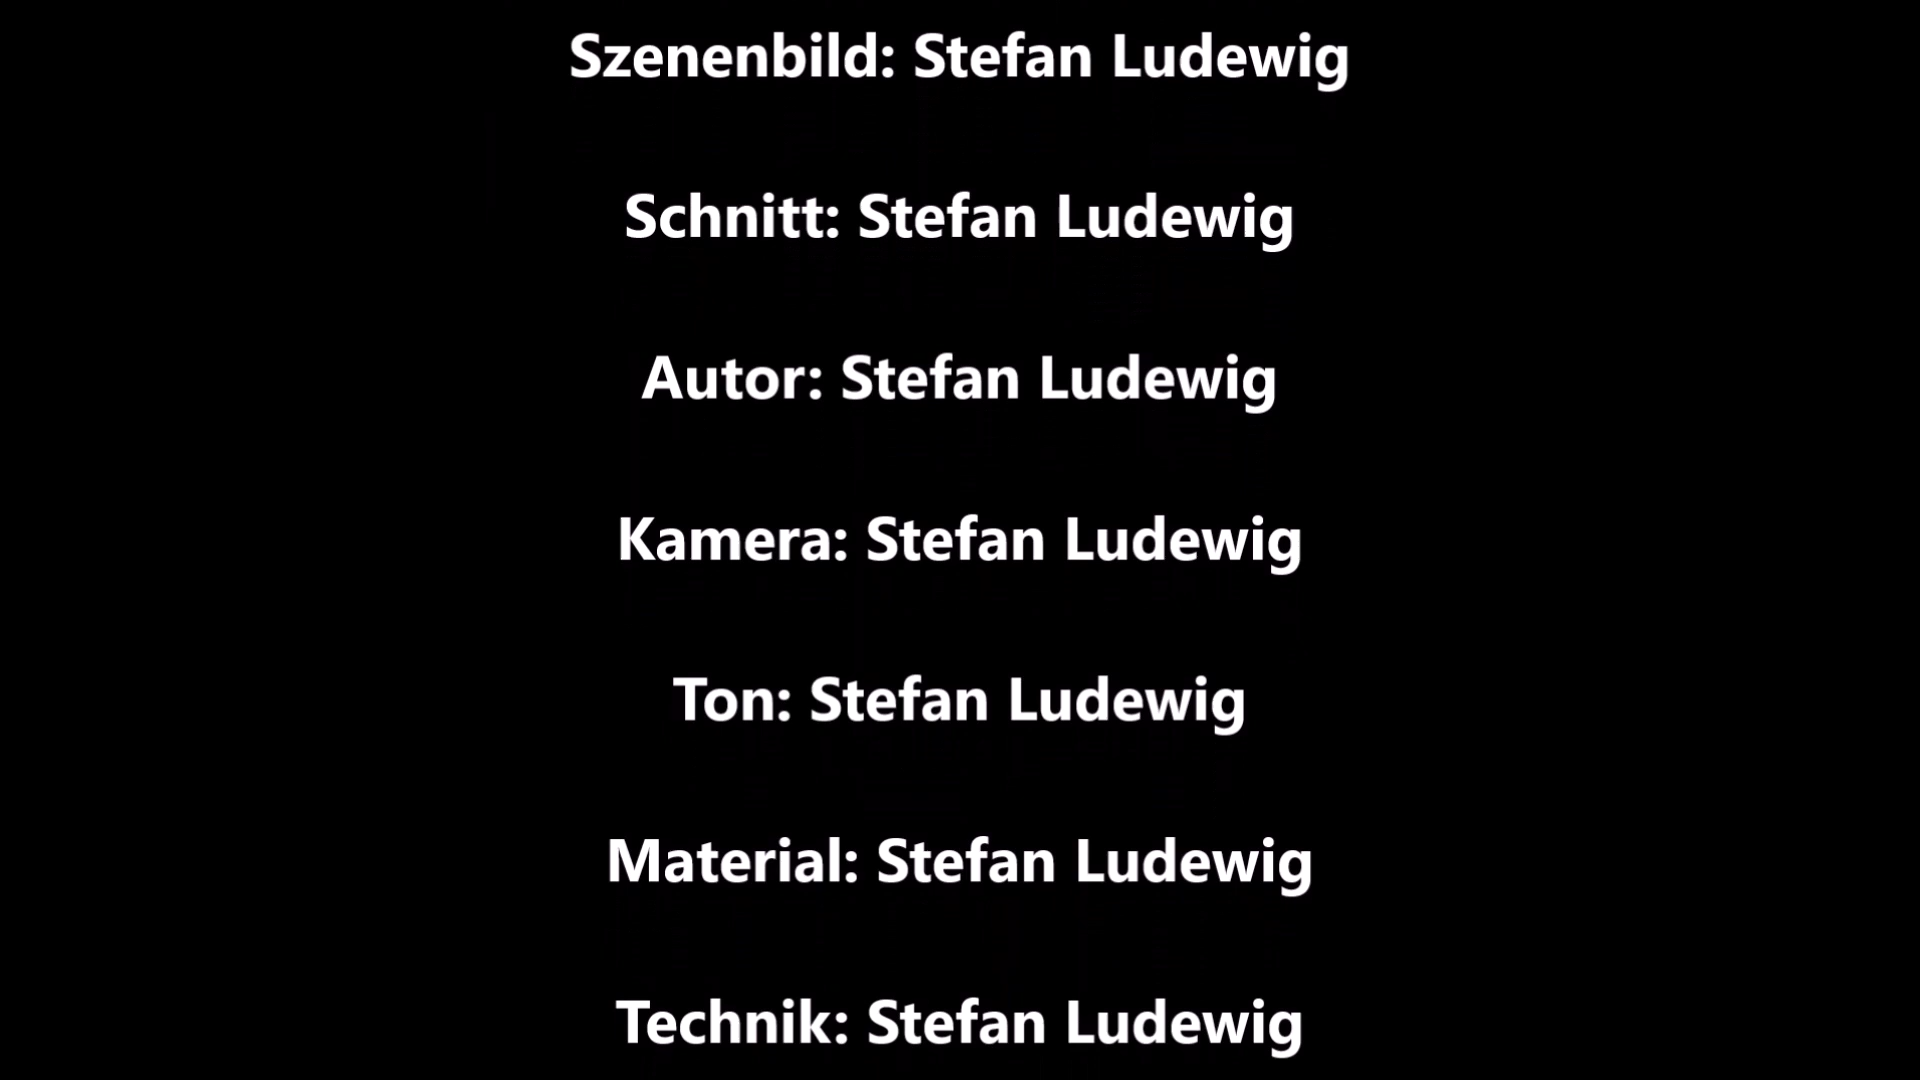 Szenenbild: Stefan Ludewig
Schnitt: Stefan Ludewig
Autor: Stefan Ludewig
Kamera: Stefan Ludewig
Ton: Stefan Ludewig
Material: Stefan Ludewig
Technik: Stefan Ludewig